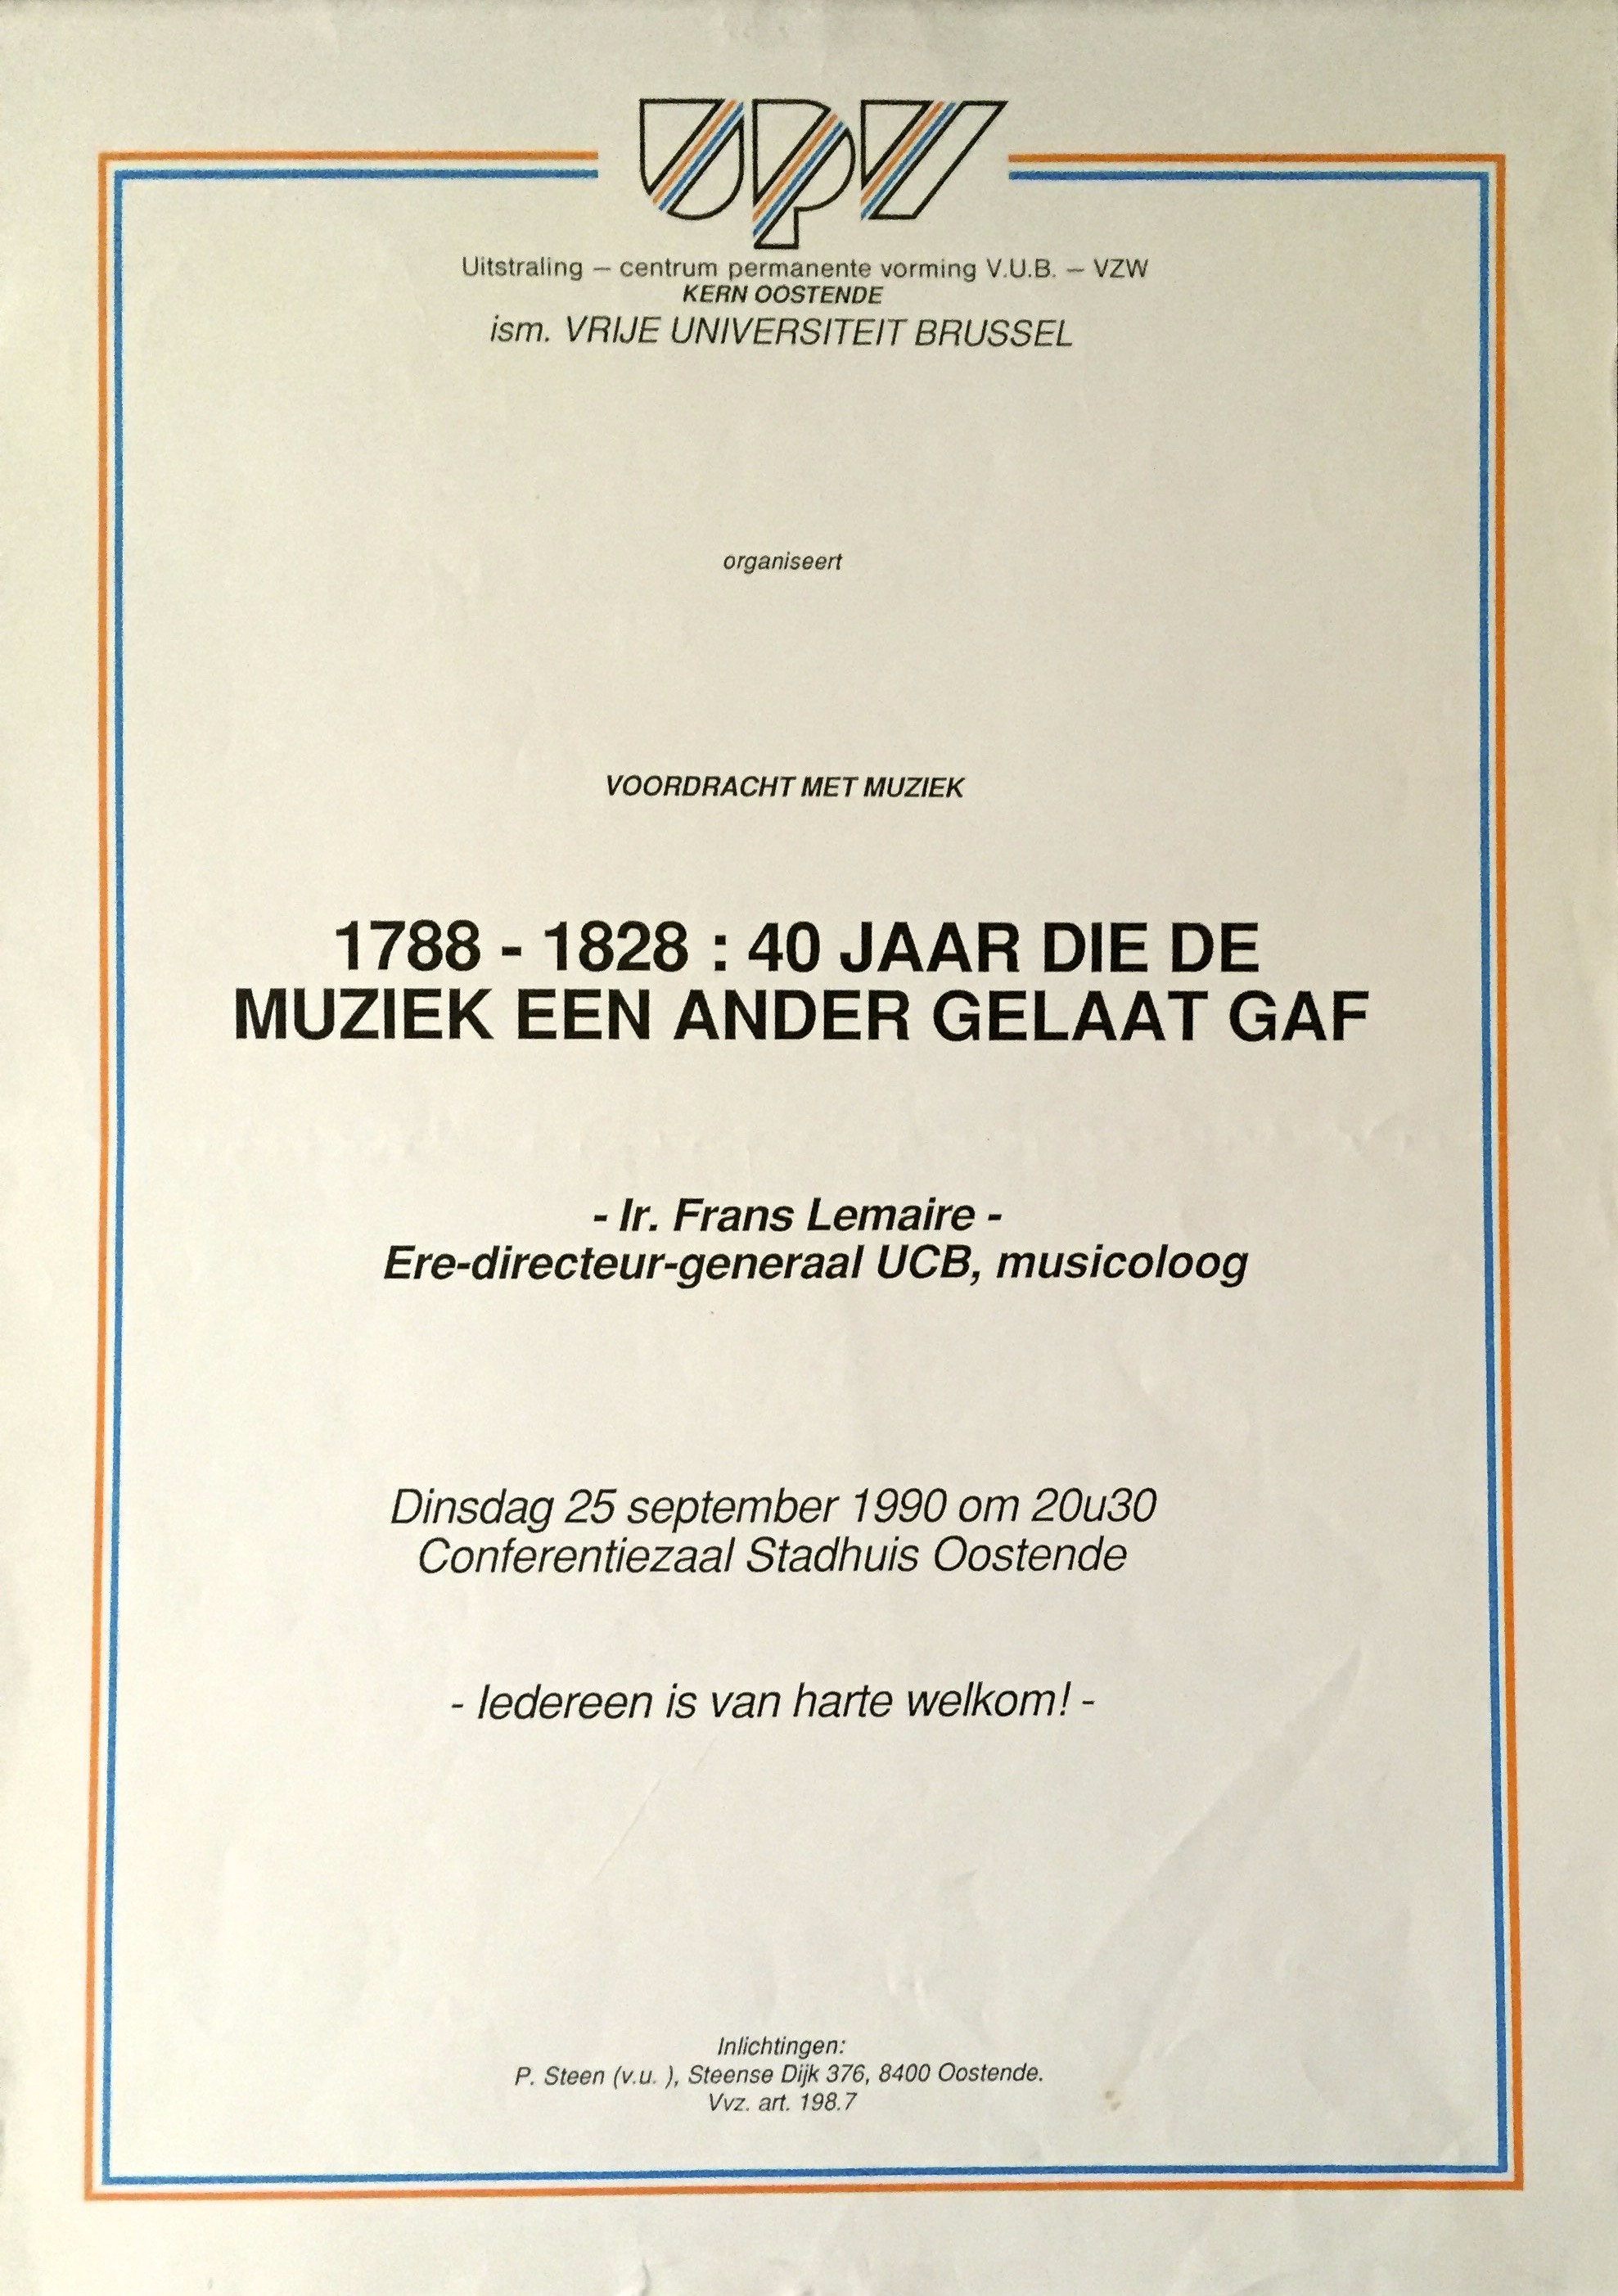 UPV
Uitstraling – centrum permanente vorming V.U.B. – VZW
KERN OOSTENDE
ism. VRIJE UNIVERSITEIT BRUSSEL
organiseert
VOORDRACHT MET MUZIEK
1788 - 1828 : 40 JAAR DIE DE
MUZIEK EEN ANDER GELAAT GAF
- Ir. Frans Lemaire -
Ere-directeur-generaal UCB, musicoloog
Dinsdag 25 september 1990 om 20u30
Conferentiezaal Stadhuis Oostende
- Iedereen is van harte welkom! -
Inlichtingen:
P. Steen (v.u. ), Steense Dijk 376, 8400 Oostende.
Vvz. art. 198.7